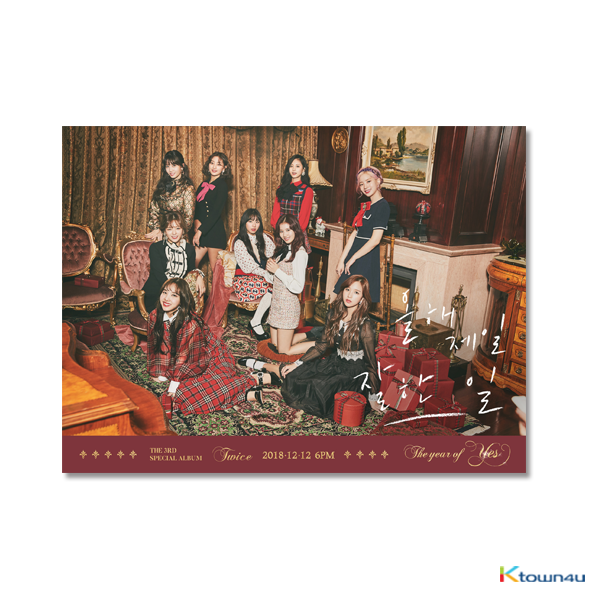 올해
제일
잘한 일
THE 3RD
SPECIAL ALBUM
Twice
2018·12·12 6PM
The year of Yes
Ktown4u